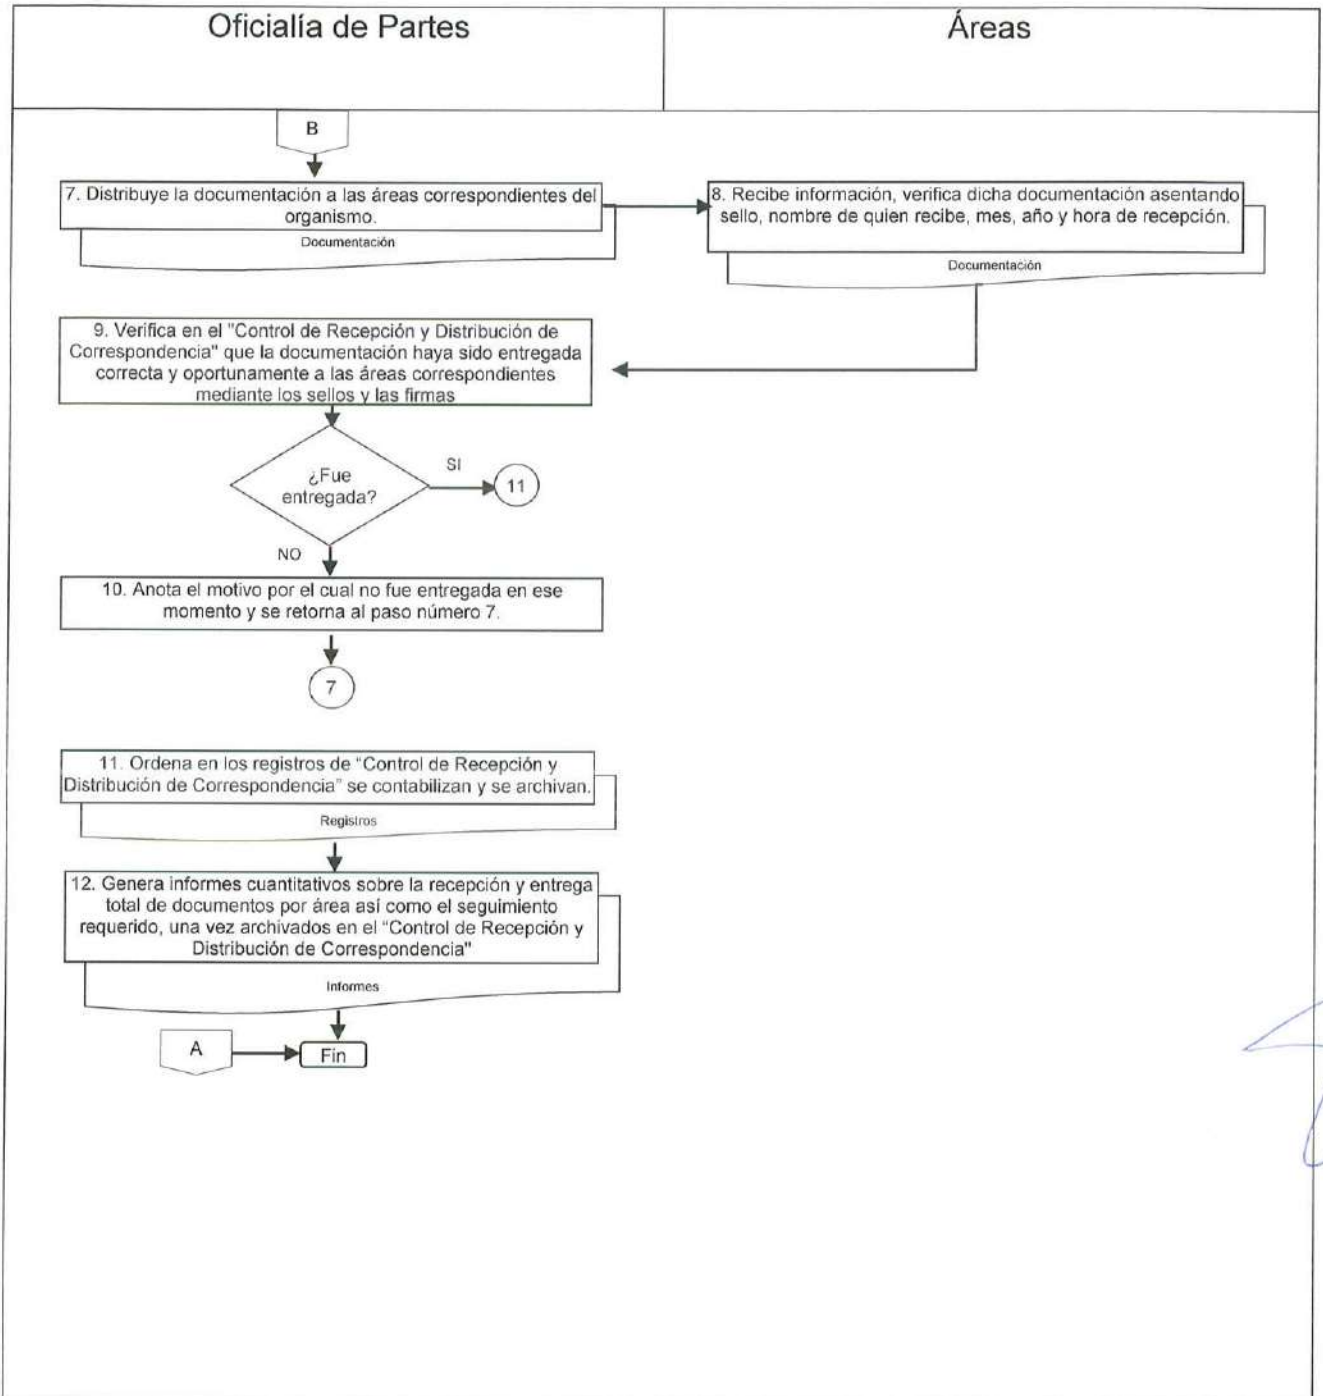 Oficialía de Partes
Áreas
B
7. Distribuye la documentación a las áreas correspondientes del
organismo.
Documentación
8. Recibe información, verifica dicha documentación asentando
sello, nombre de quien recibe, mes, año y hora de recepción.
Documentación
9. Verifica en el "Control de Recepción y Distribución de
Correspondencia" que la documentación haya sido entregada
correcta y oportunamente a las áreas correspondientes
mediante los sellos y las firmas
¿Fue
entregada?
SI
11
NO
10. Anota el motivo por el cual no fue entregada en ese
momento y se retorna al paso número 7.
7
11. Ordena en los registros de “Control de Recepción y
Distribución de Correspondencia” se contabilizan y se archivan.
Registros
12. Genera informes cuantitativos sobre la recepción y entrega
total de documentos por área así como el seguimiento
requerido, una vez archivados en el “Control de Recepción y
Distribución de Correspondencia"
Informes
A
Fin